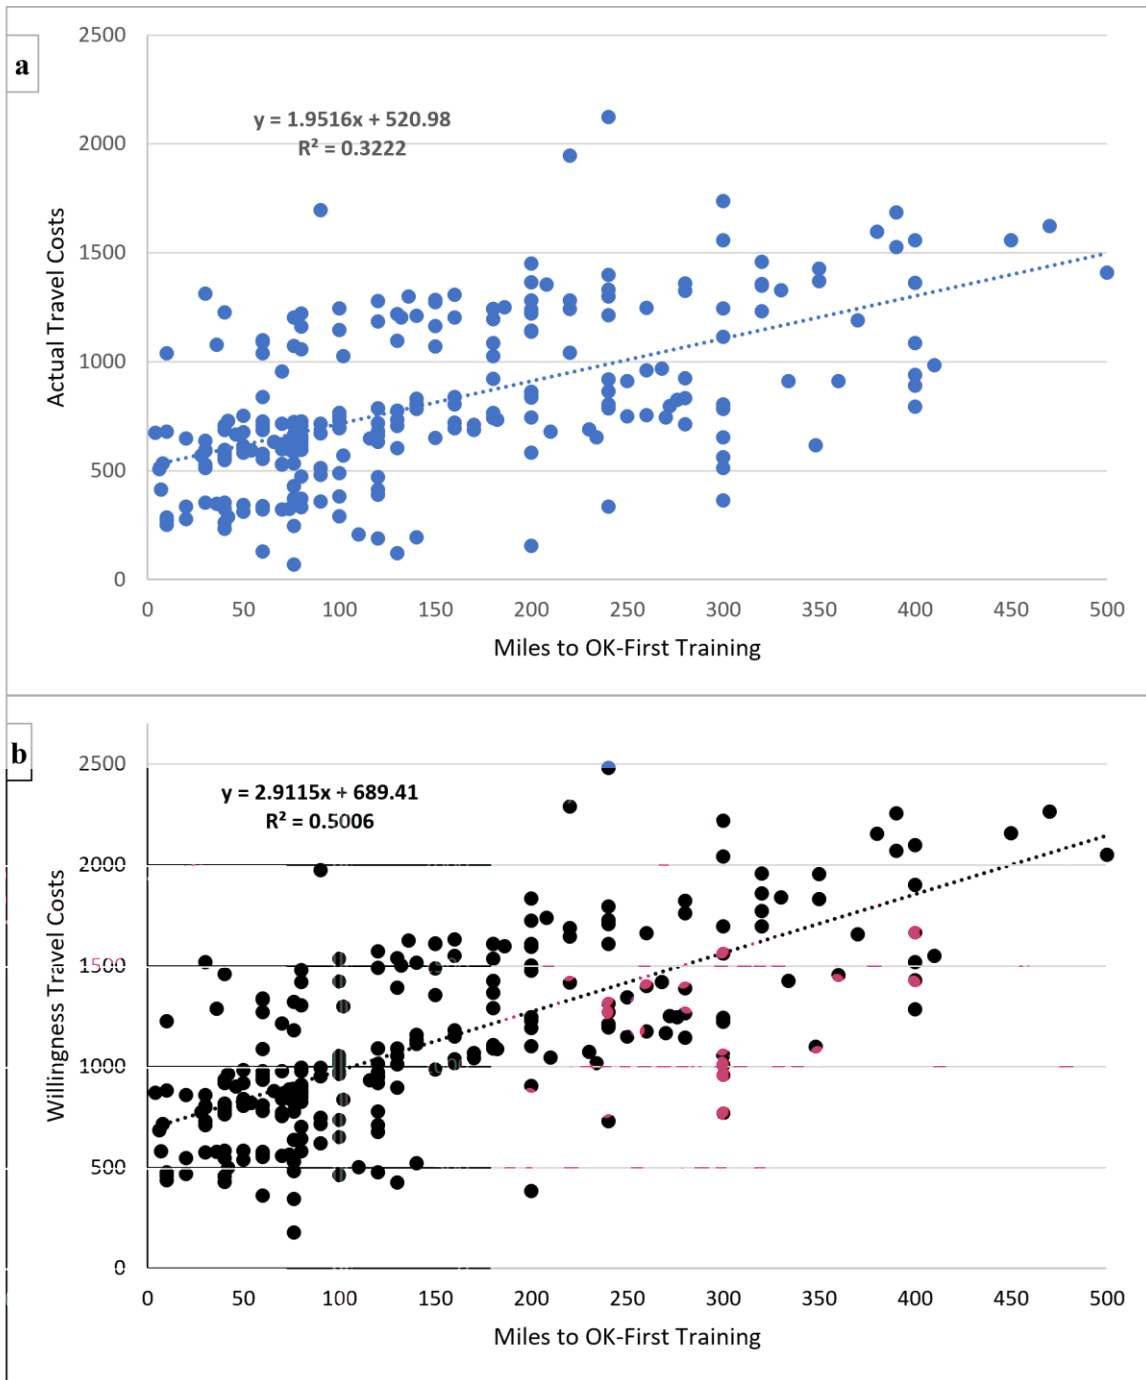 a
2500
2000
1500
1000
500
0
Actual Travel Costs
y = 1.9516x + 520.98
R² = 0.3222
0 50 100 150 200 250 300 350 400 450 500
Miles to OK-First Training
b
2500
2000
1500
1000
500
0
Willingness Travel Costs
y = 2.9115x + 689.41
R² = 0.5006
0 50 100 150 200 250 300 350 400 450 500
Miles to OK-First Training